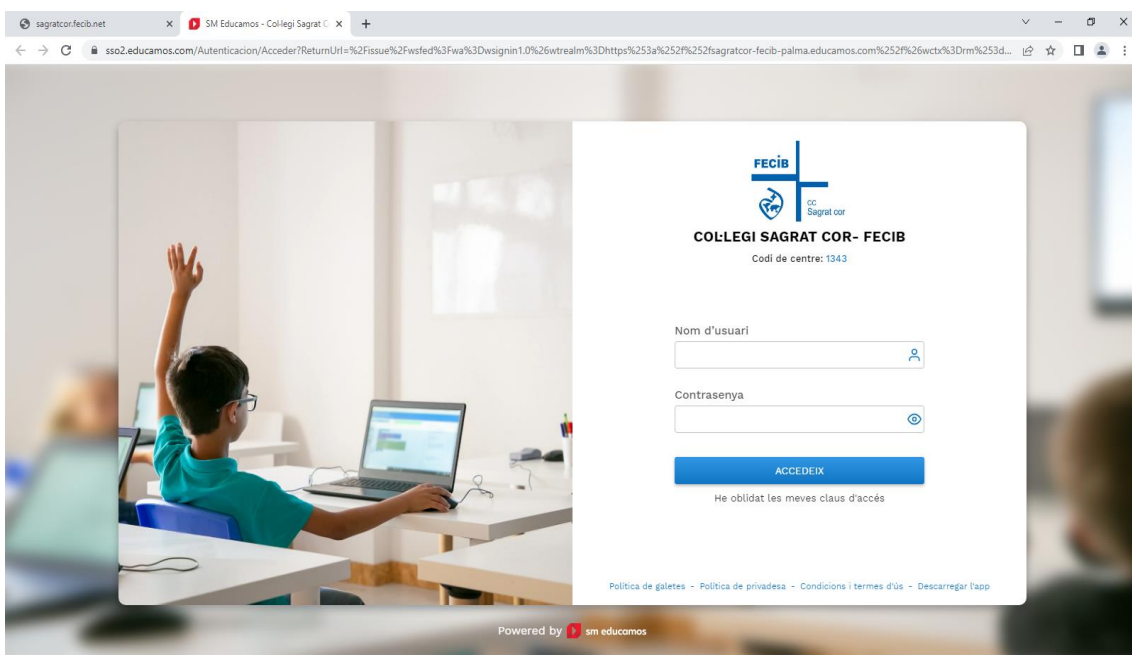 sagratcor.fecib.net
SM Educamos - Col·legi Sagrat C
sso2.educamos.com/Autenticacion/Acceder?ReturnUrl=%2Fissue%2Fwsfed%3Fwa%3Dwsignin1.0%26wtrealm%3Dhttps%253a%252f%252fsagratcor-fecib-palma.educamos.com%252f%26wctx%3Drm%253d...
FECIB
CC
Sagrat cor
COL·LEGI SAGRAT COR- FECIB
Codi de centre: 1343
Nom d'usuari
Contrasenya
ACCEDEIX
He oblidat les meves claus d'accés
Política de galetes - Política de privadesa - Condicions i termes d'ús - Descarregar l'app
Powered by sm educamos